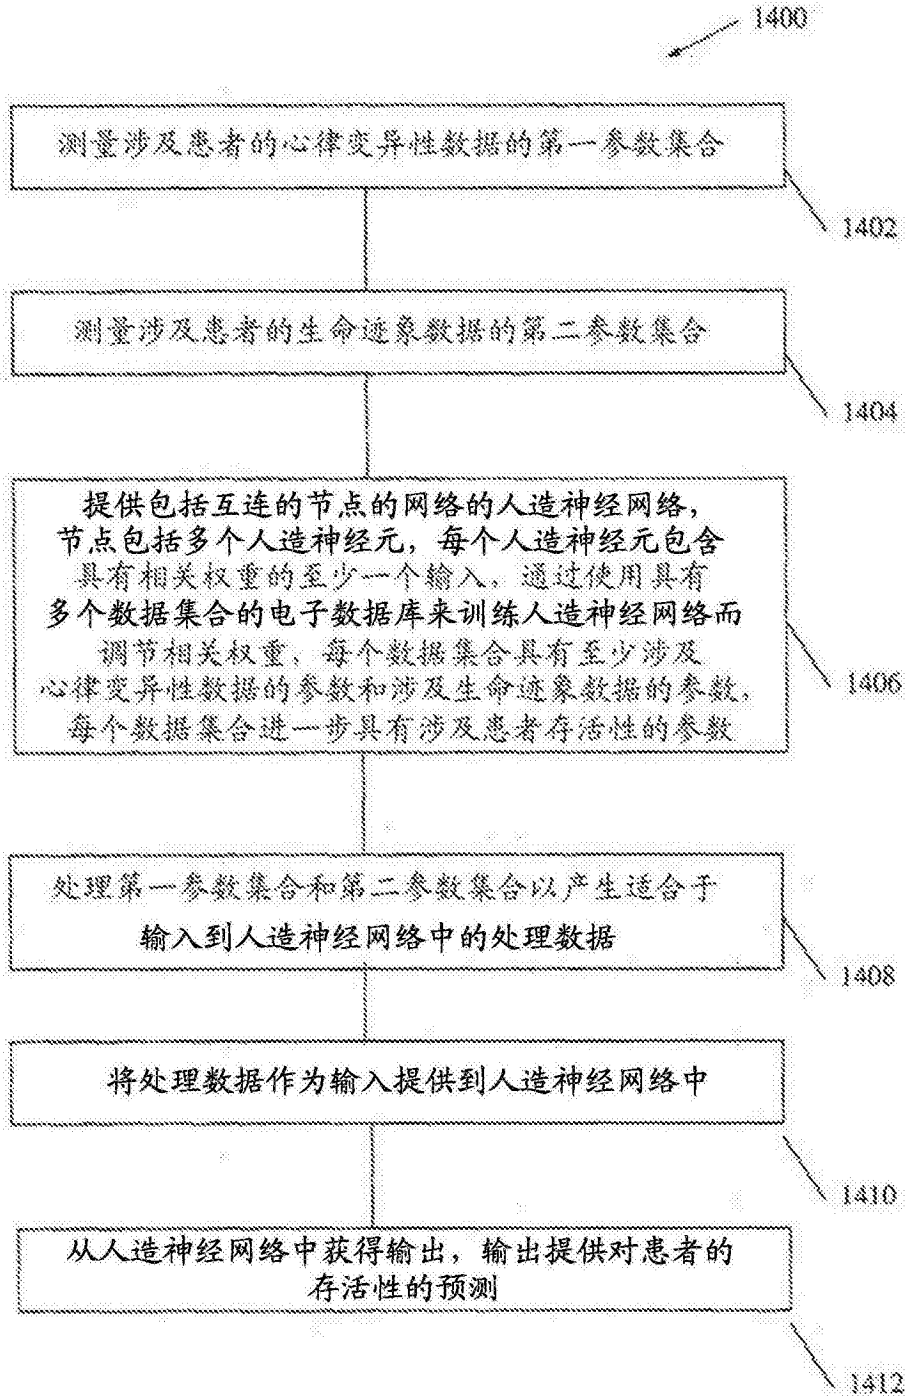 1400
测量涉及患者的心律变异性数据的第一参数集合
1402
测量涉及患者的生命迹象数据的第二参数集合
1404
提供包括互连的节点的网络的人造神经网络，
节点包括多个人造神经元，每个人造神经元包含
具有相关权重的至少一个输入，通过使用具有
多个数据集合的电子数据库来训练人造神经网络而
调节相关权重，每个数据集合具有至少涉及
心律变异性数据的参数和涉及生命迹象数据的参数，
每个数据集合进一步具有涉及患者存活性的参数
1406
处理第一参数集合和第二参数集合以产生适合于
输入到人造神经网络中的处理数据
1408
将处理数据作为输入提供到人造神经网络中
1410
从人造神经网络中获得输出，输出提供对患者的
存活性的预测
1412